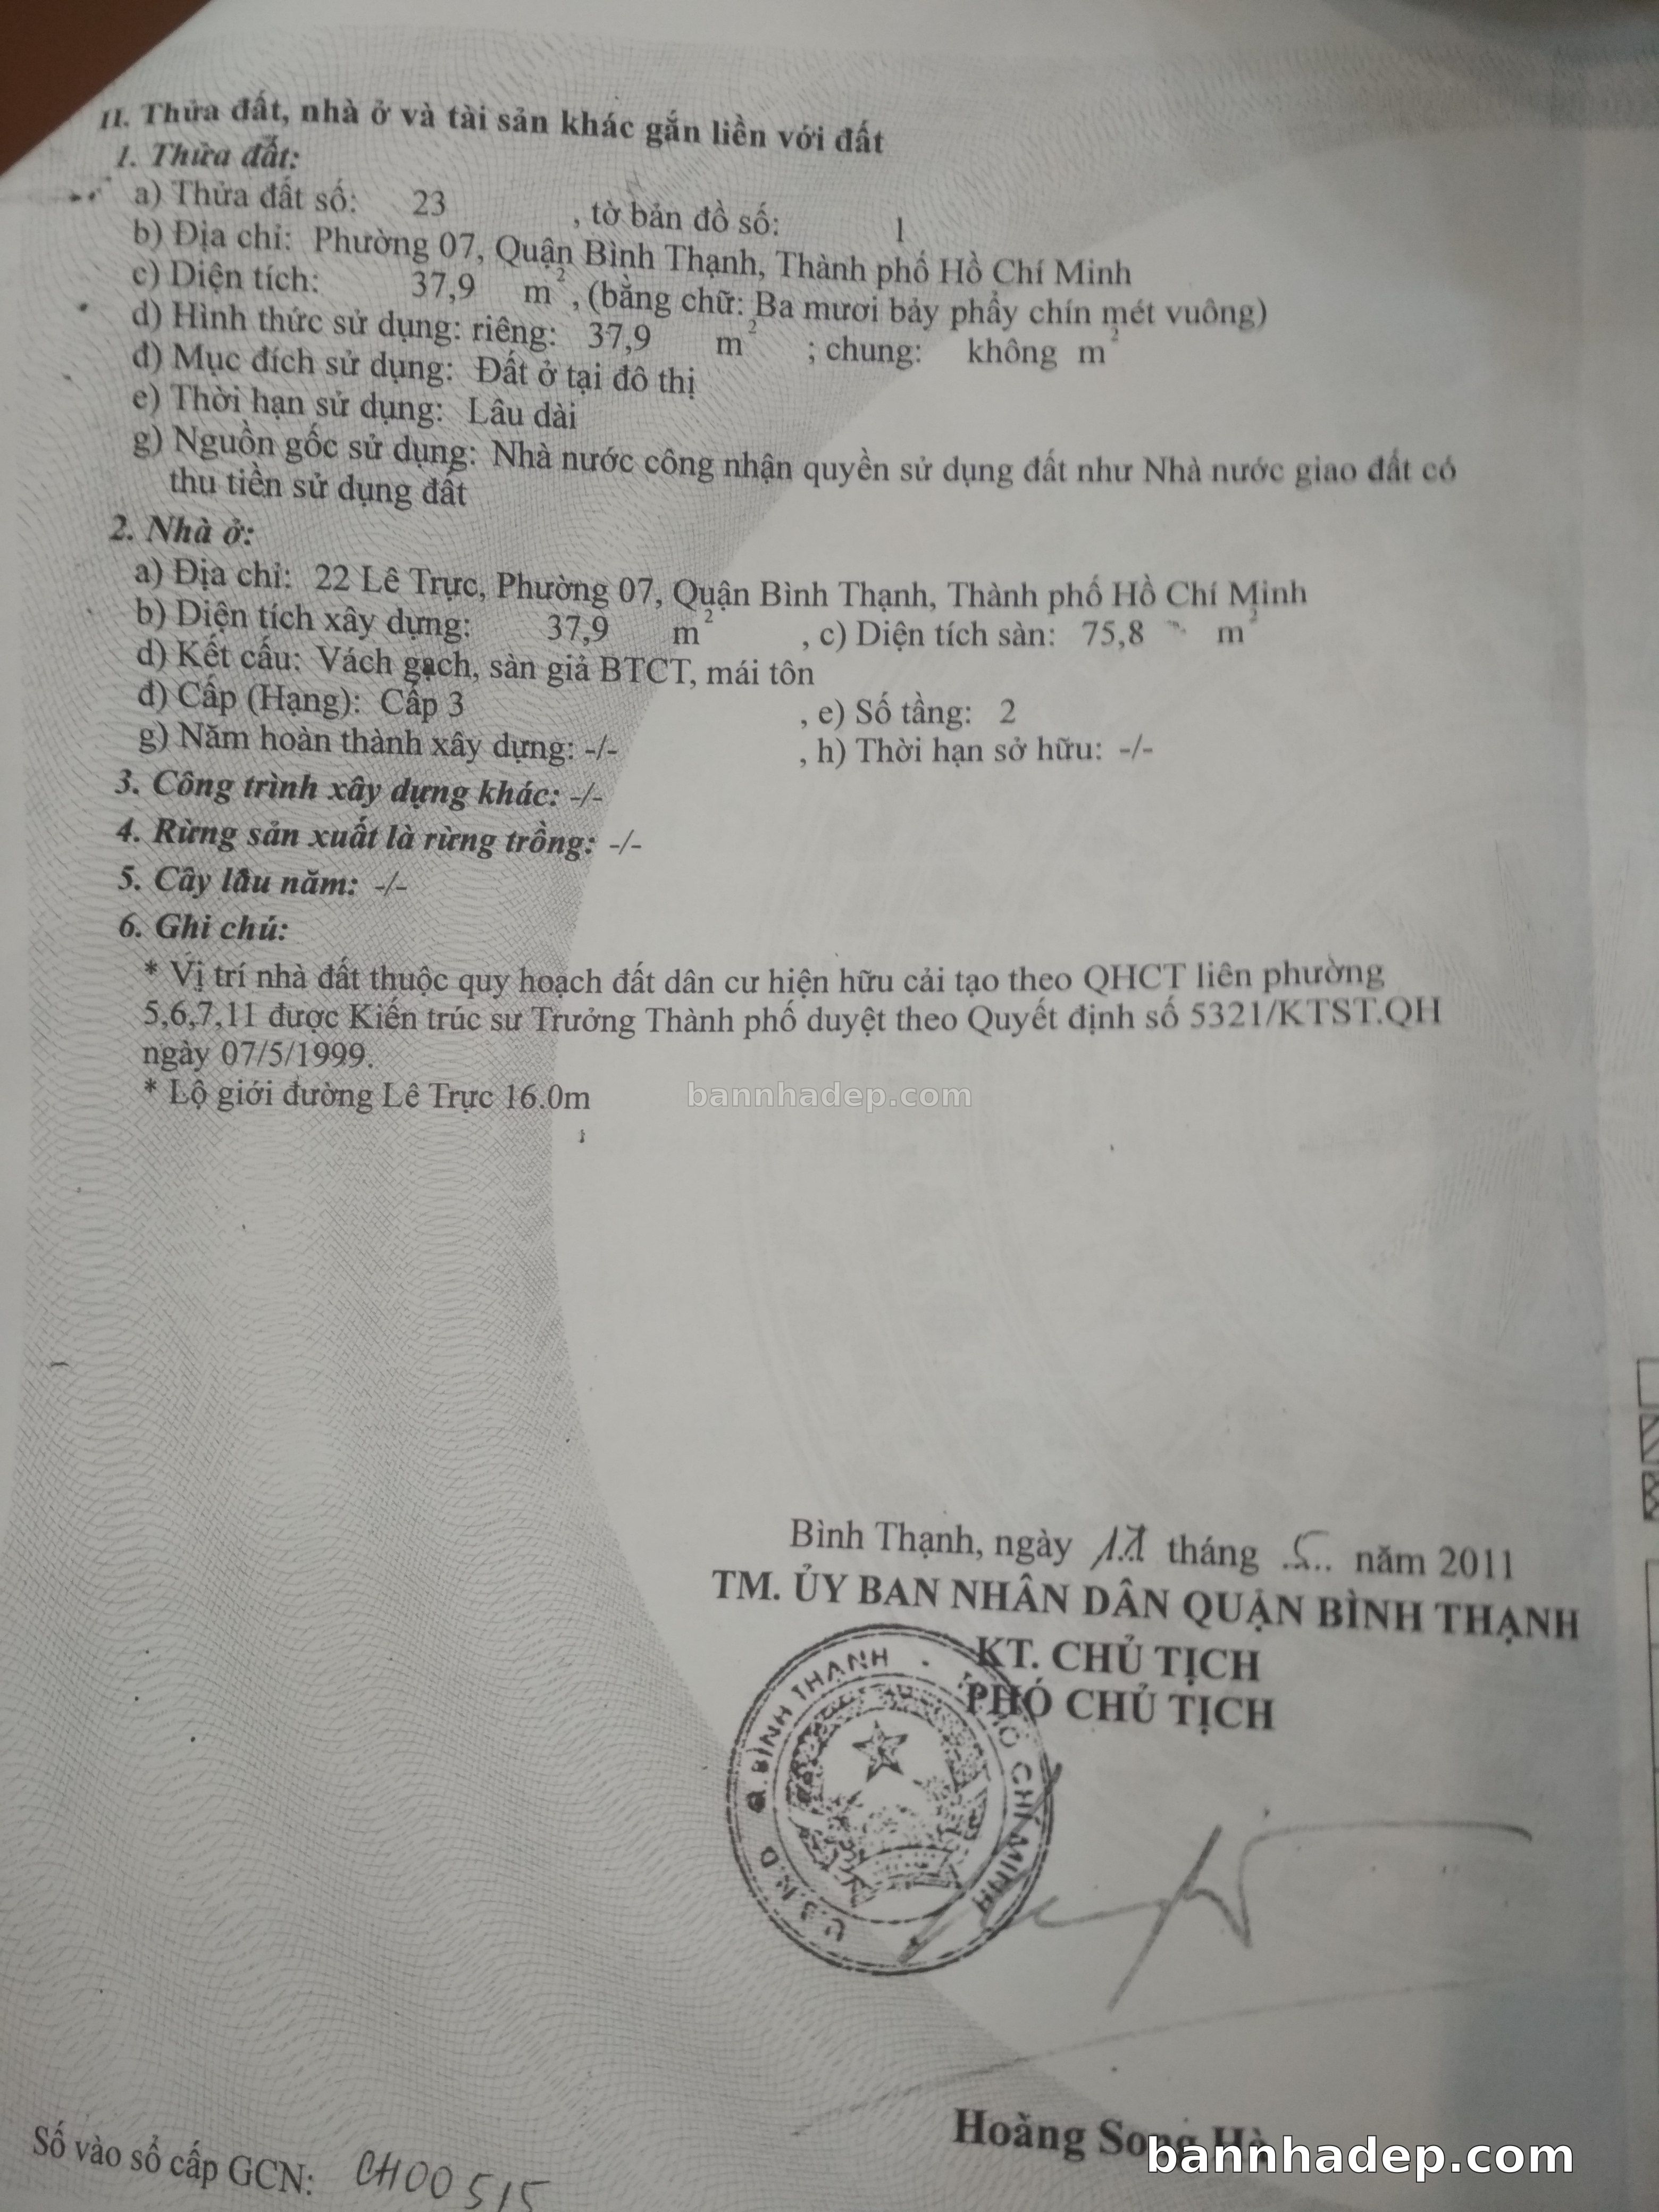 II. Thửa đất, nhà ở và tài sản khác gắn liền với đất
1. Thửa đất:
a) Thửa đất số: 23 , tờ bản đồ số: 1
b) Địa chỉ: Phường 07, Quận Bình Thạnh, Thành phố Hồ Chí Minh
c) Diện tích: 37,9 m², (bằng chữ: Ba mươi bảy phẩy chín mét vuông)
d) Hình thức sử dụng: riêng: 37,9 m² ; chung: không m²
đ) Mục đích sử dụng: Đất ở tại đô thị
e) Thời hạn sử dụng: Lâu dài
g) Nguồn gốc sử dụng: Nhà nước công nhận quyền sử dụng đất như Nhà nước giao đất có
thu tiền sử dụng đất
2. Nhà ở:
a) Địa chỉ: 22 Lê Trực, Phường 07, Quận Bình Thạnh, Thành phố Hồ Chí Minh
b) Diện tích xây dựng: 37,9 m² , c) Diện tích sàn: 75,8 m²
d) Kết cấu: Vách gạch, sàn giả BTCT, mái tôn
đ) Cấp (Hạng): Cấp 3 , e) Số tầng: 2
g) Năm hoàn thành xây dựng: -/- , h) Thời hạn sở hữu: -/-
3. Công trình xây dựng khác: -/-
4. Rừng sản xuất là rừng trồng: -/-
5. Cây lâu năm: -/-
6. Ghi chú:
* Vị trí nhà đất thuộc quy hoạch đất dân cư hiện hữu cải tạo theo QHCT liên phường
5,6,7,11 được Kiến trúc sư Trưởng Thành phố duyệt theo Quyết định số 5321/KTST.QH
ngày 07/5/1999.
* Lộ giới đường Lê Trực 16.0m
bannhadep.com
Bình Thạnh, ngày tháng 5 năm 2011
TM. ỦY BAN NHÂN DÂN QUẬN BÌNH THẠNH
KT. CHỦ TỊCH
PHÓ CHỦ TỊCH
U.B.N.D Q.BÌNH THẠNH - T.P HỒ CHÍ MINH
Hoàng Song Hà
bannhadep.com
Số vào sổ cấp GCN: CH00515